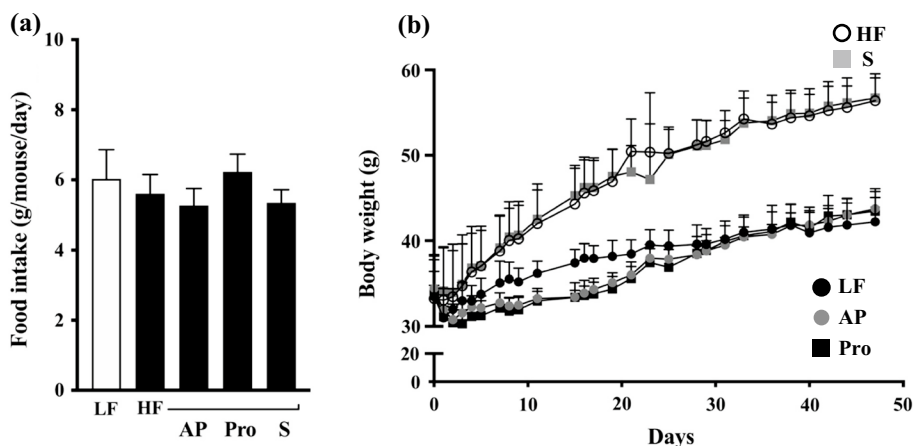 (a)
Food intake (g/mouse/day)
10
8
6
4
2
0
LF HF
AP Pro S
(b)
HF
S
Body weight (g)
60
50
40
30
20
0
LF
AP
Pro
0 10 20 30 40 50
Days